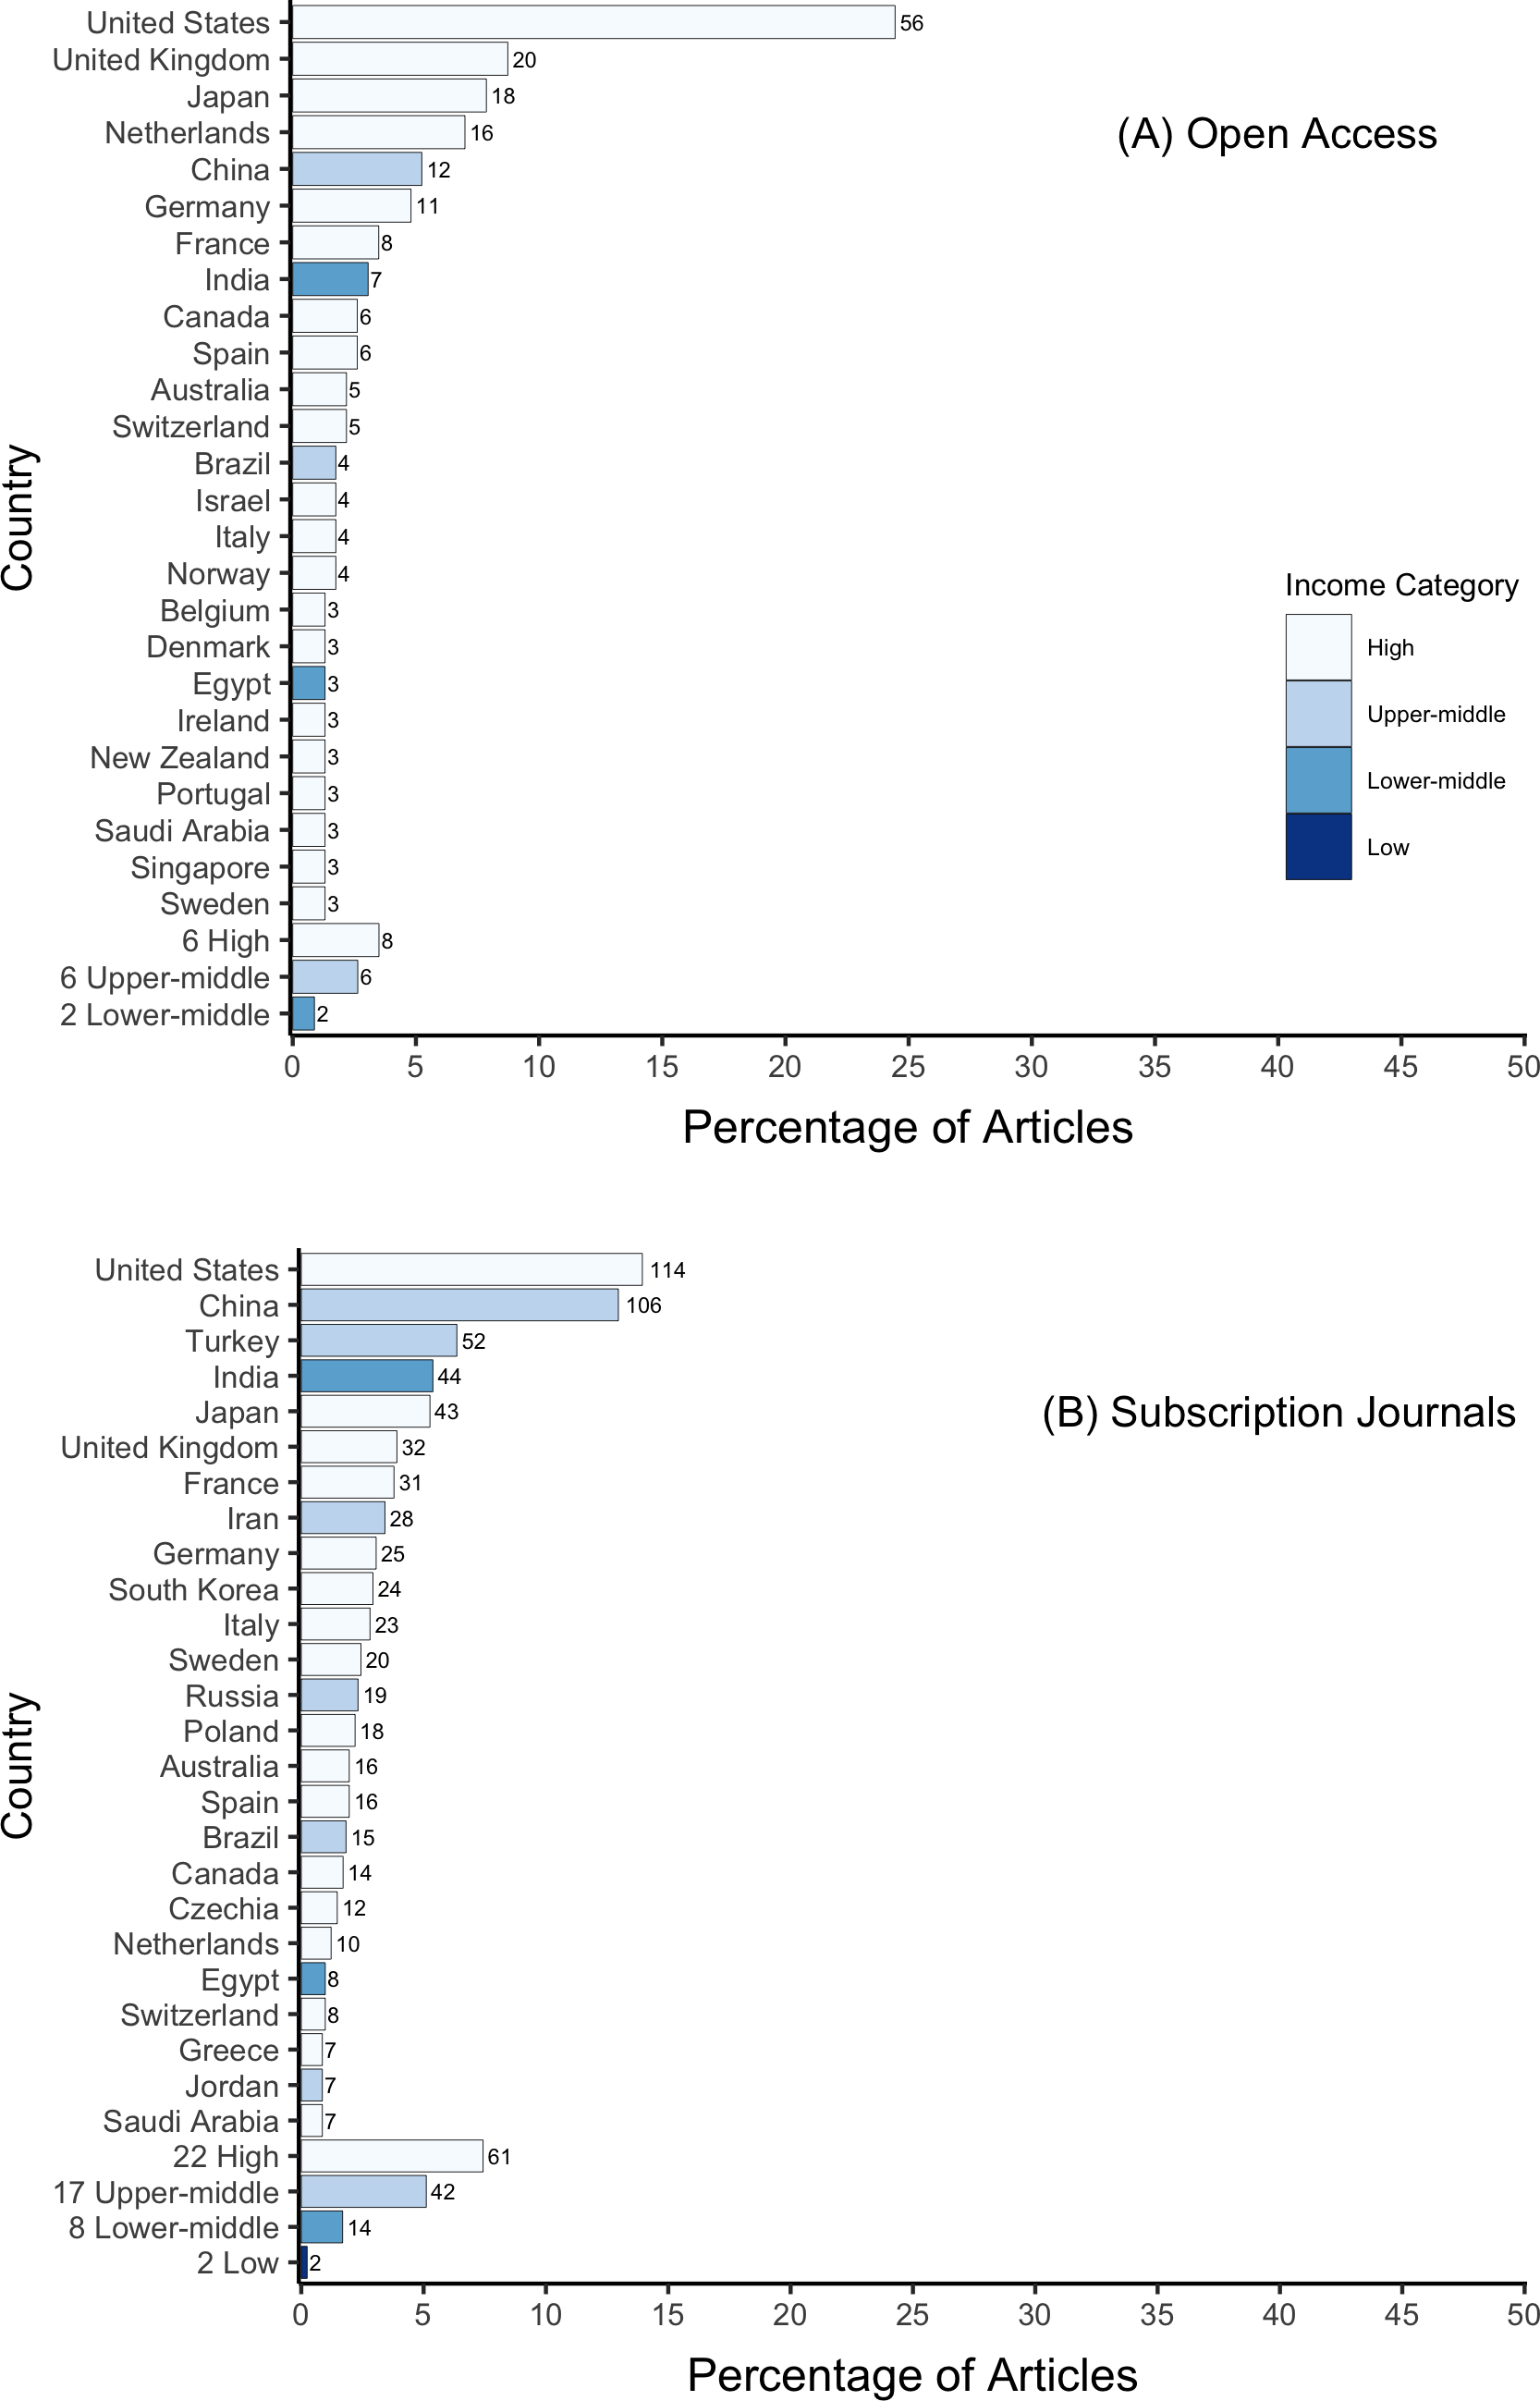 United States 56
United Kingdom 20
Japan 18
(A) Open Access
Netherlands 16
China 12
Germany 11
France 8
India 7
Canada 6
Spain 6
Australia 5
Switzerland 5
Brazil 4
Israel 4
Italy 4
Norway 4
Belgium 3
Denmark 3
Egypt 3
Ireland 3
New Zealand 3
Portugal 3
Saudi Arabia 3
Singapore 3
Sweden 3
6 High 8
6 Upper-middle 6
2 Lower-middle 2
Country
Income Category
High
Upper-middle
Lower-middle
Low
0 5 10 15 20 25 30 35 40 45 50
Percentage of Articles
United States 114
China 106
Turkey 52
India 44
Japan 43
(B) Subscription Journals
United Kingdom 32
France 31
Iran 28
Germany 25
South Korea 24
Italy 23
Sweden 20
Russia 19
Poland 18
Australia 16
Spain 16
Brazil 15
Canada 14
Czechia 12
Netherlands 10
Egypt 8
Switzerland 8
Greece 7
Jordan 7
Saudi Arabia 7
22 High 61
17 Upper-middle 42
8 Lower-middle 14
2 Low 2
Country
0 5 10 15 20 25 30 35 40 45 50
Percentage of Articles